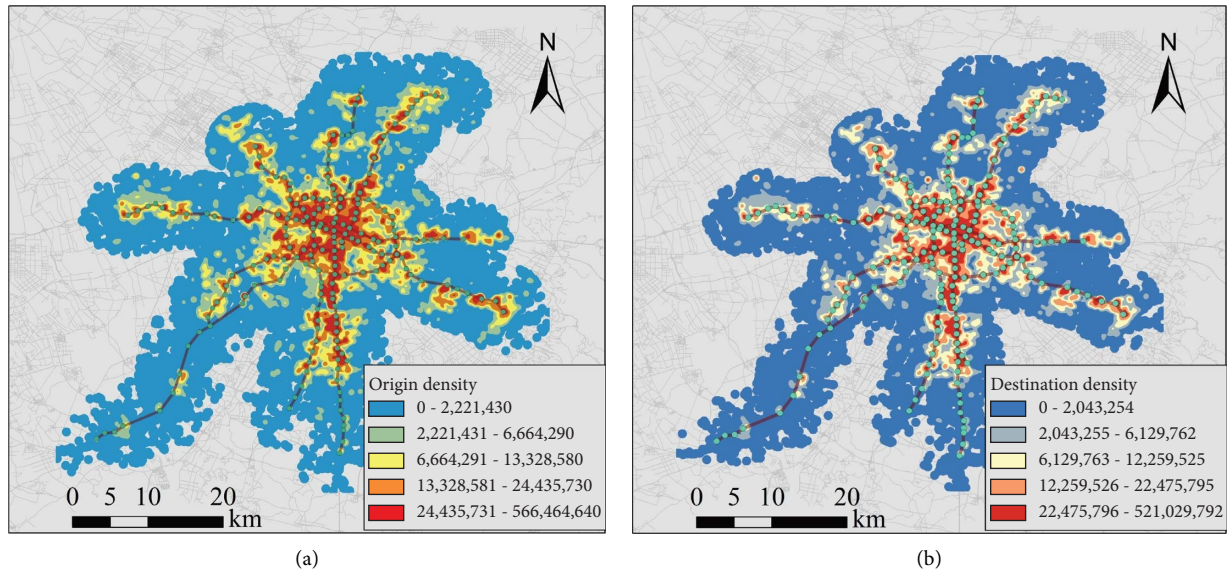 N
Origin density
0 - 2,221,430
2,221,431 - 6,664,290
6,664,291 - 13,328,580
13,328,581 - 24,435,730
24,435,731 - 566,464,640
0 5 10 20
km
(a)
N
Destination density
0 - 2,043,254
2,043,255 - 6,129,762
6,129,763 - 12,259,525
12,259,526 - 22,475,795
22,475,796 - 521,029,792
0 5 10 20
km
(b)